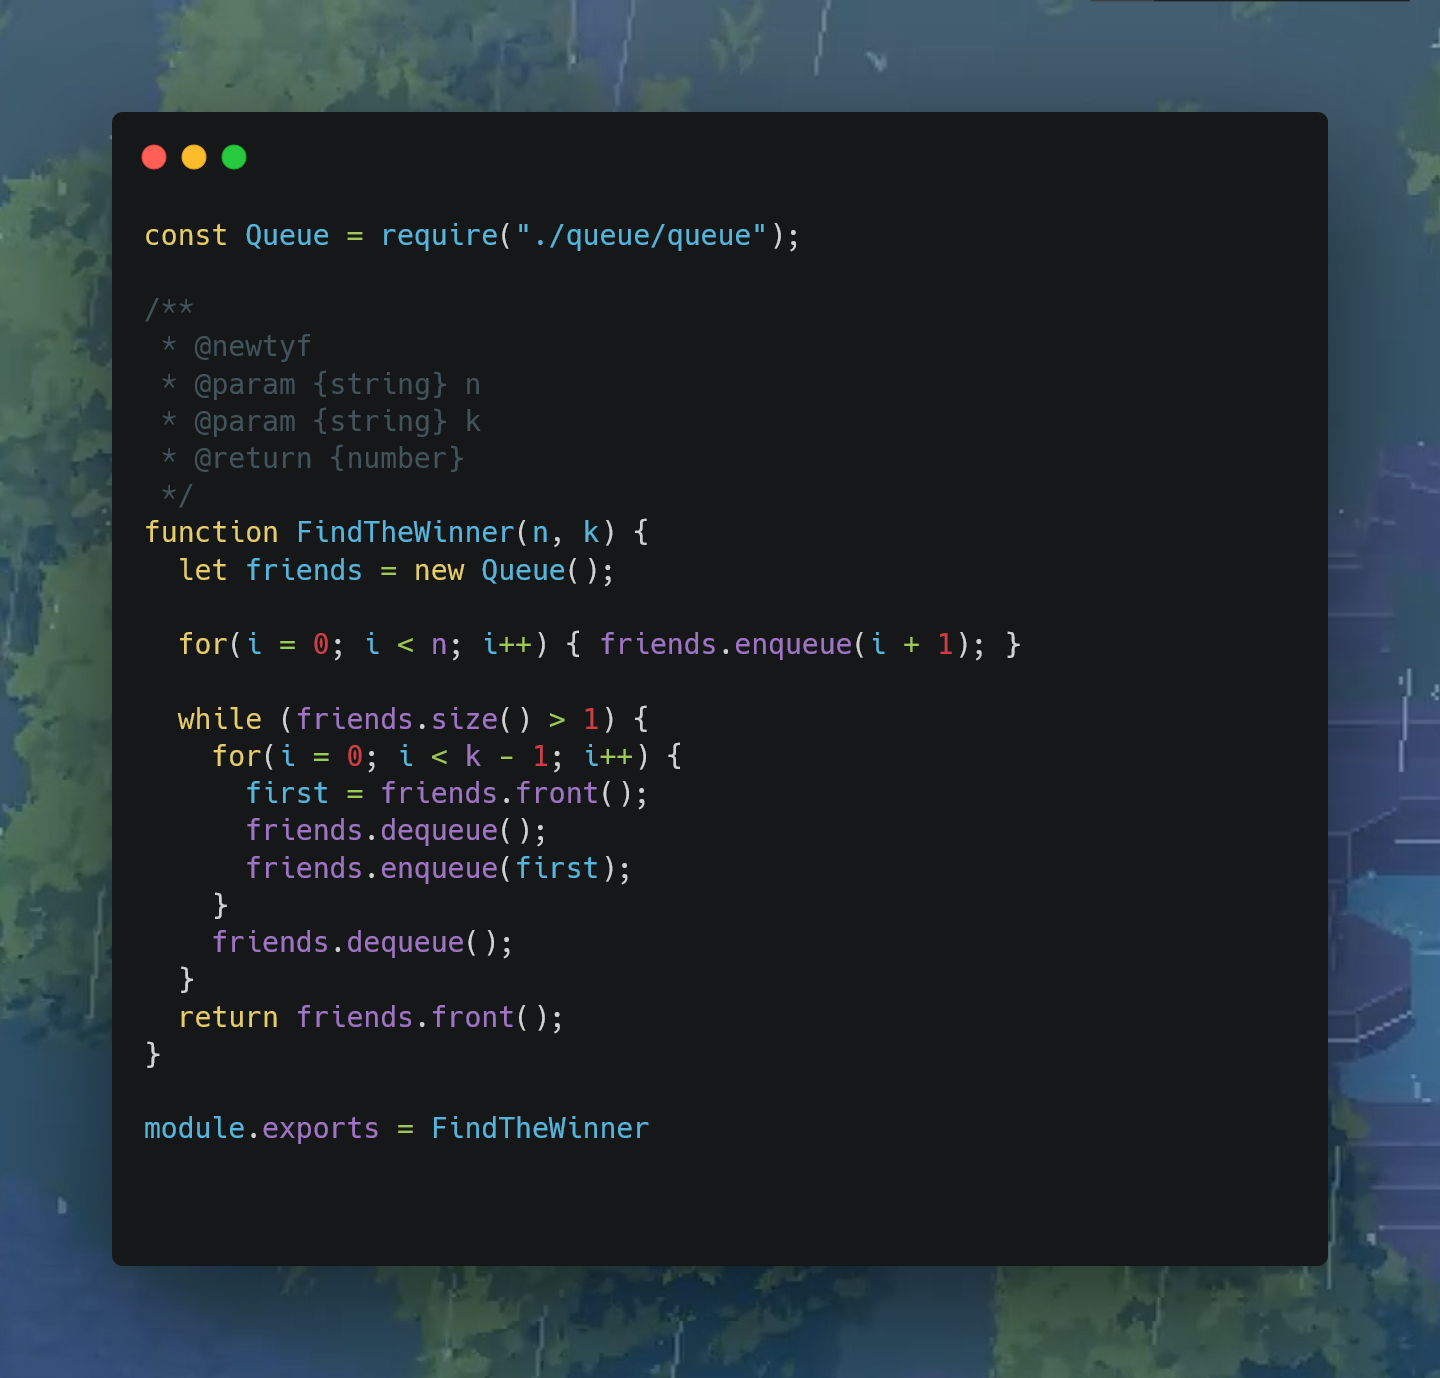 const Queue = require("./queue/queue");
/**
 * @newtyf
 * @param {string} n
 * @param {string} k
 * @return {number}
 */
function FindTheWinner(n, k) {
  let friends = new Queue();
  for(i = 0; i < n; i++) { friends.enqueue(i + 1); }
  while (friends.size() > 1) {
    for(i = 0; i < k - 1; i++) {
      first = friends.front();
      friends.dequeue();
      friends.enqueue(first);
    }
    friends.dequeue();
  }
  return friends.front();
}
module.exports = FindTheWinner